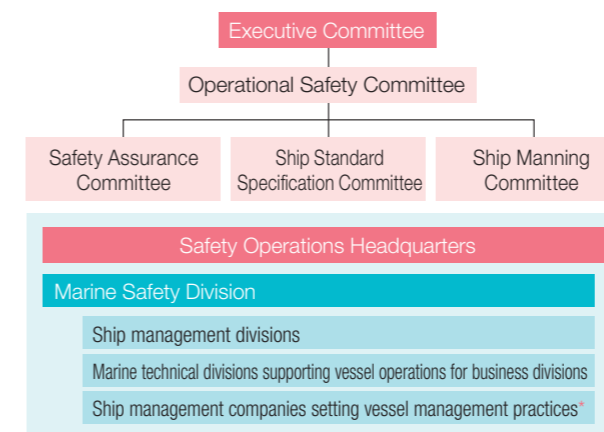 Executive Committee
Operational Safety Committee
Safety Assurance
Committee
Ship Standard
Specification Committee
Ship Manning
Committee
Safety Operations Headquarters
Marine Safety Division
Ship management divisions
Marine technical divisions supporting vessel operations for business divisions
Ship management companies setting vessel management practices*